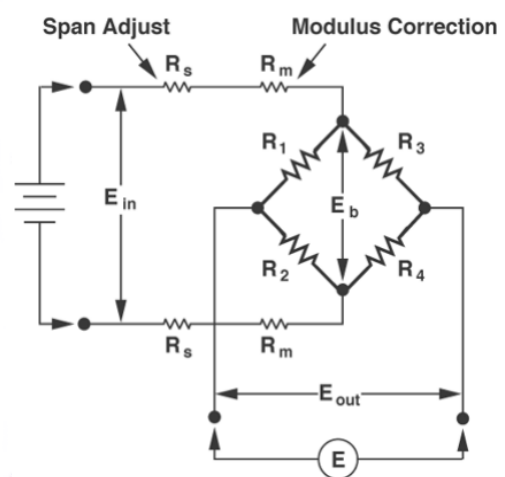 Span Adjust
Modulus Correction
Rs
Rm
R1
R3
Ein
Eb
R2
R4
Rs
Rm
Eout
E